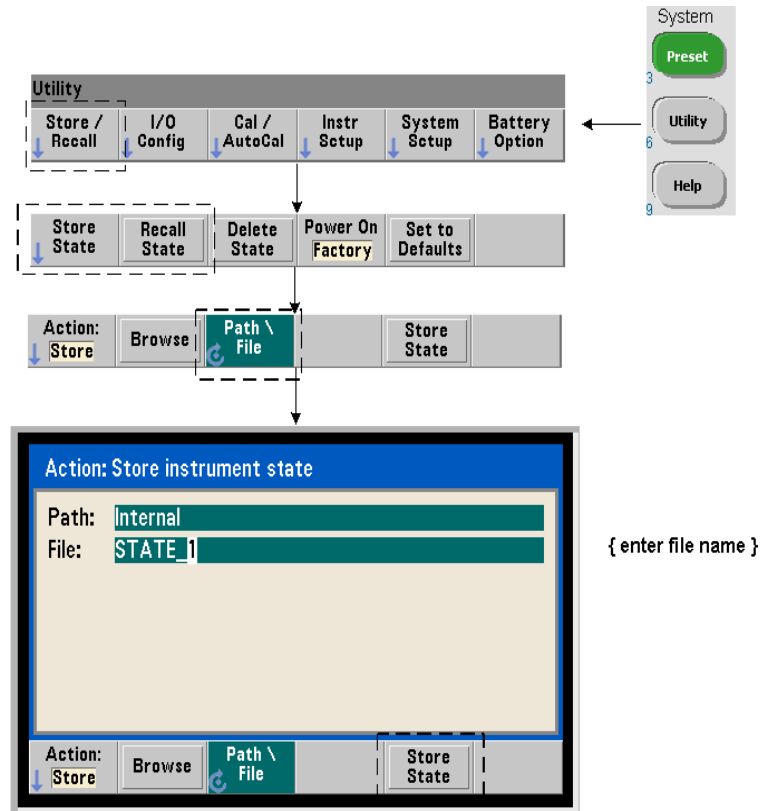 System
Preset
3
Utility
6
Help
9
Utility
Store / Recall
I/O Config
Cal / AutoCal
Instr Setup
System Setup
Battery Option
Store State
Recall State
Delete State
Power On Factory
Set to Defaults
Action: Store
Browse
Path \ File
Store State
Action: Store instrument state
Path: Internal
File: STATE_1
{ enter file name }
Action: Store
Browse
Path \ File
Store State